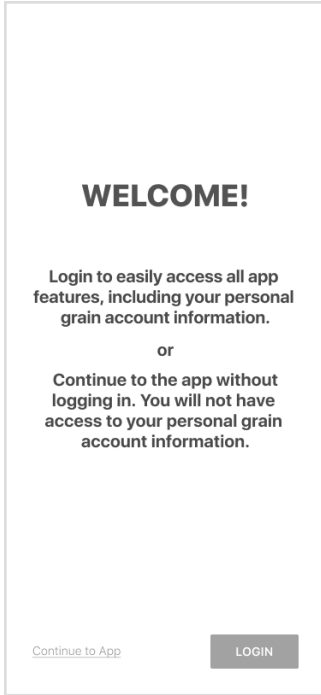 WELCOME!
Login to easily access all app
features, including your personal
grain account information.
or
Continue to the app without
logging in. You will not have
access to your personal grain
account information.
Continue to App
LOGIN